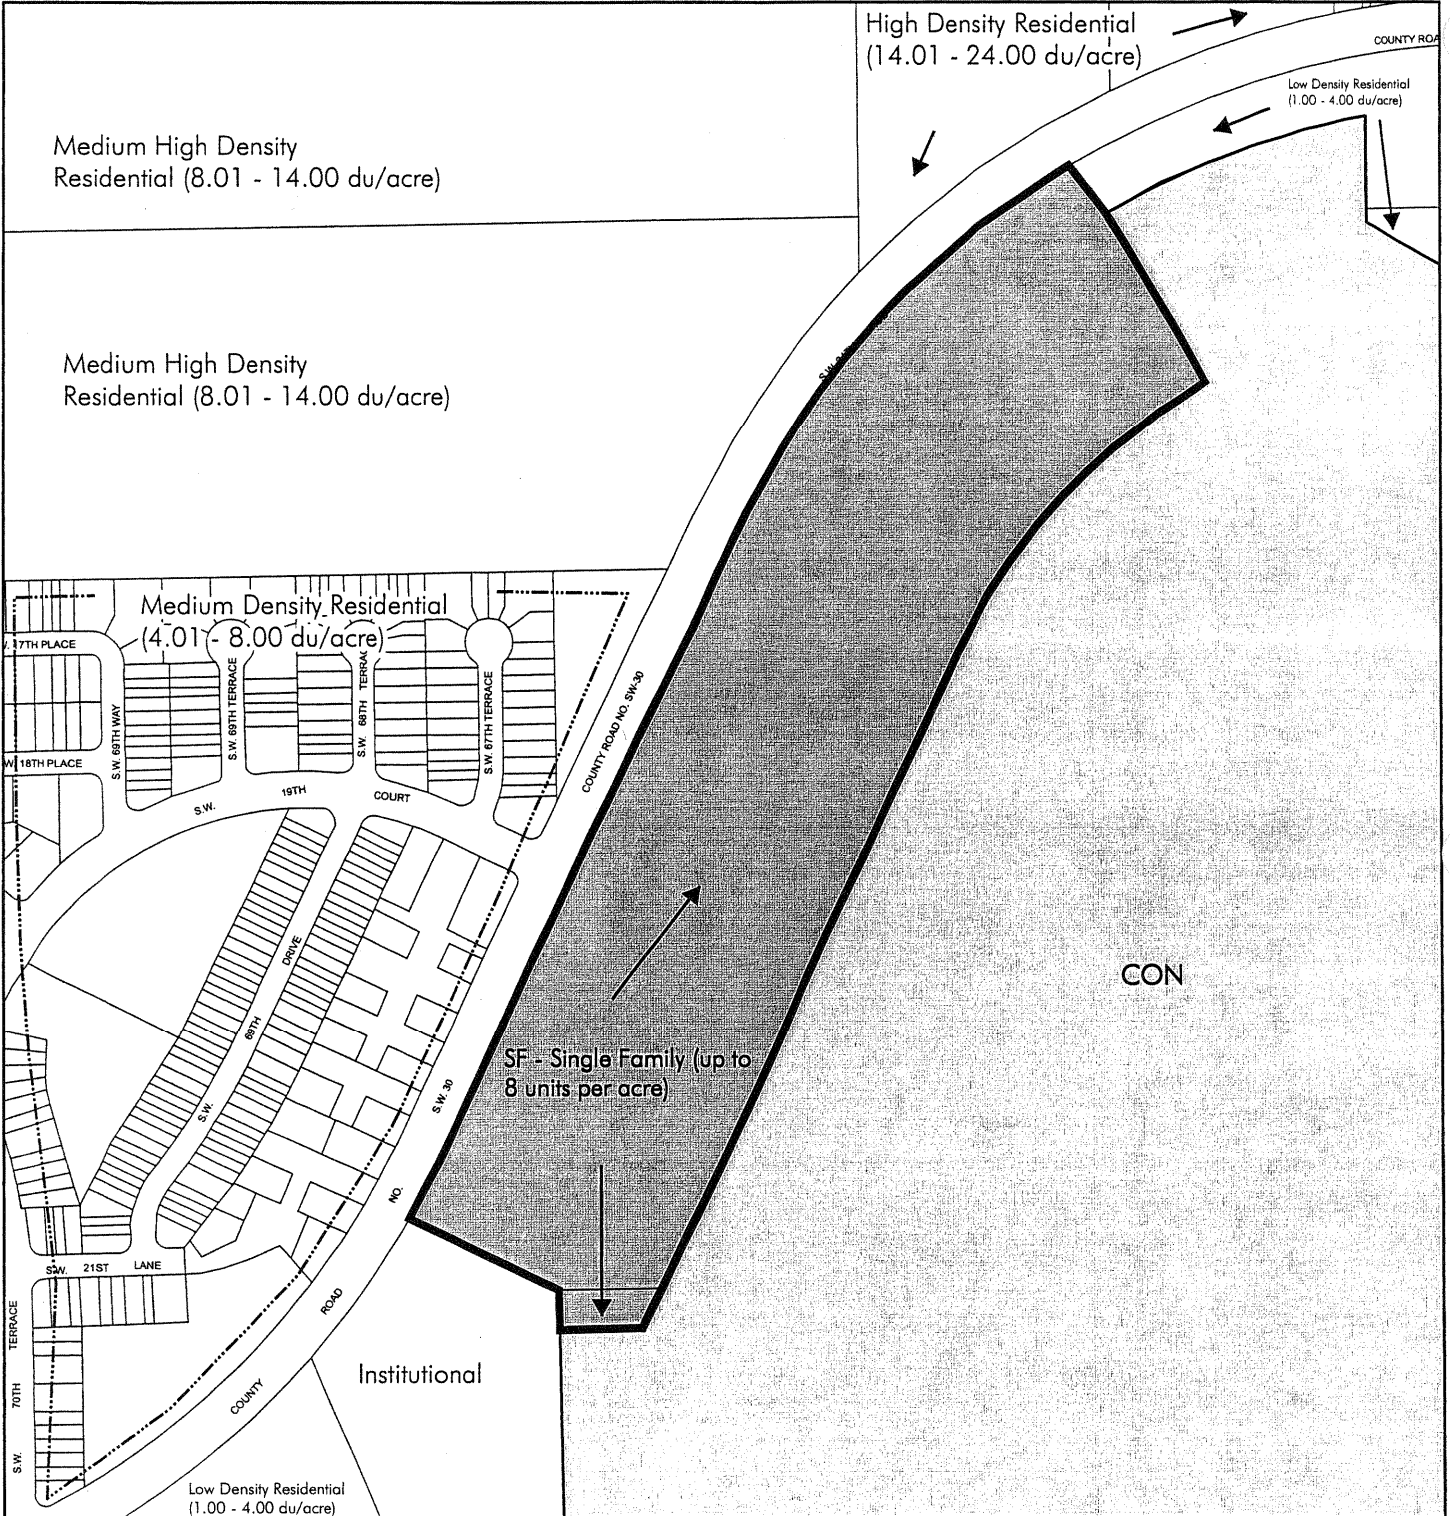 High Density Residential
(14.01 - 24.00 du/acre)
COUNTY ROA
Low Density Residential
(1.00 - 4.00 du/acre)
Medium High Density
Residential (8.01 - 14.00 du/acre)
Medium High Density
Residential (8.01 - 14.00 du/acre)
Medium Density Residential
(4.01 - 8.00 du/acre)
7TH PLACE
S.W. 69TH WAY
S.W. 69TH TERRACE
S.W. 68TH TERRAC
S.W. 67TH TERRACE
COUNTY ROAD NO. SW-30
W. 18TH PLACE
S.W. 19TH COURT
S.W. 69TH DRIVE
CON
SF - Single Family (up to
8 units per acre)
COUNTY ROAD NO. S.W. 30
S.W. 21ST LANE
S.W. 70TH TERRACE
Institutional
Low Density Residential
(1.00 - 4.00 du/acre)